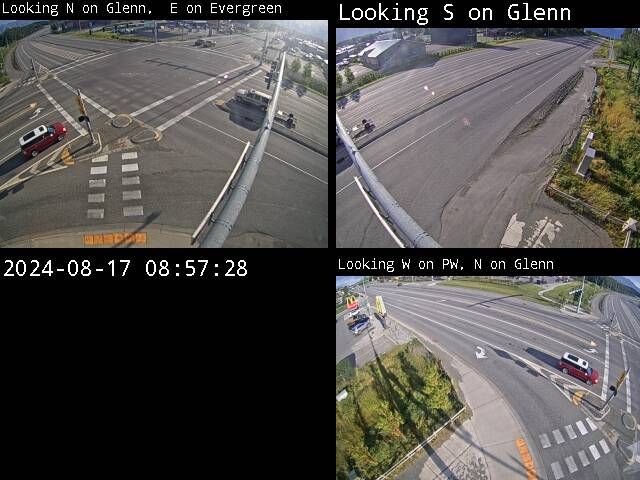 Looking N on Glenn,  E on Evergreen
Looking S on Glenn
2024-08-17 08:57:28
Looking W on PW, N on Glenn